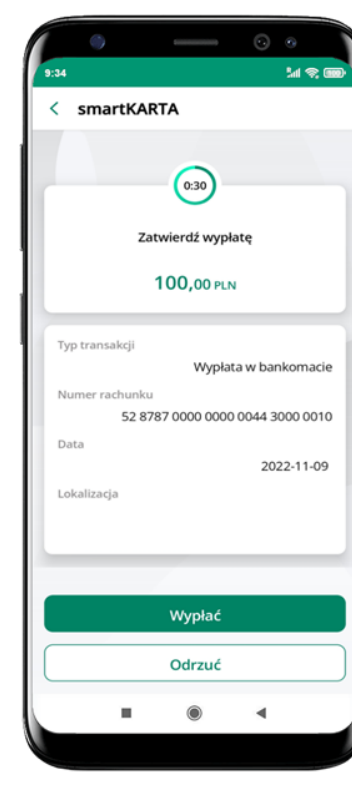 9:34
smartKARTA
0:30
Zatwierdź wypłatę
100,00 PLN
Typ transakcji
Wypłata w bankomacie
Numer rachunku
52 8787 0000 0000 0044 3000 0010
Data
2022-11-09
Lokalizacja
Wypłać
Odrzuć